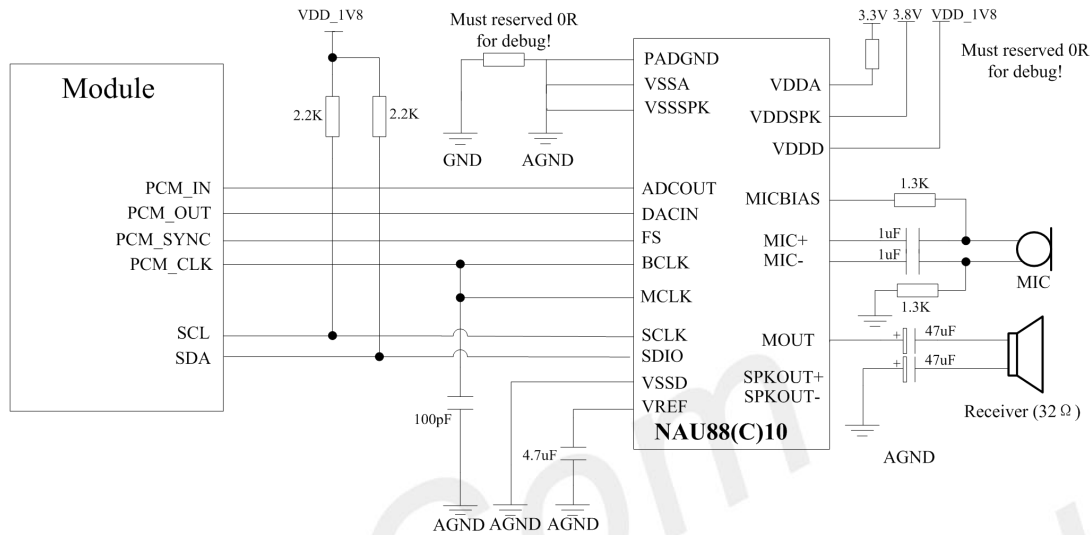 VDD_1V8
Must reserved 0R
for debug!
3.3V 3.8V VDD_1V8
Must reserved 0R
for debug!
Module
2.2K
2.2K
GND
AGND
PADGND
VSSA
VSSSPK
VDDA
VDDSPK
VDDD
PCM_IN
PCM_OUT
PCM_SYNC
PCM_CLK
SCL
SDA
ADCOUT
DACIN
FS
BCLK
MCLK
SCLK
SDIO
VSSD
VREF
MICBIAS
MIC+
MIC-
MOUT
SPKOUT+
SPKOUT-
NAU88(C)10
1.3K
1uF
1uF
MIC
1.3K
+
47uF
+
47uF
Receiver (32Ω)
AGND
100pF
4.7uF
AGND AGND AGND